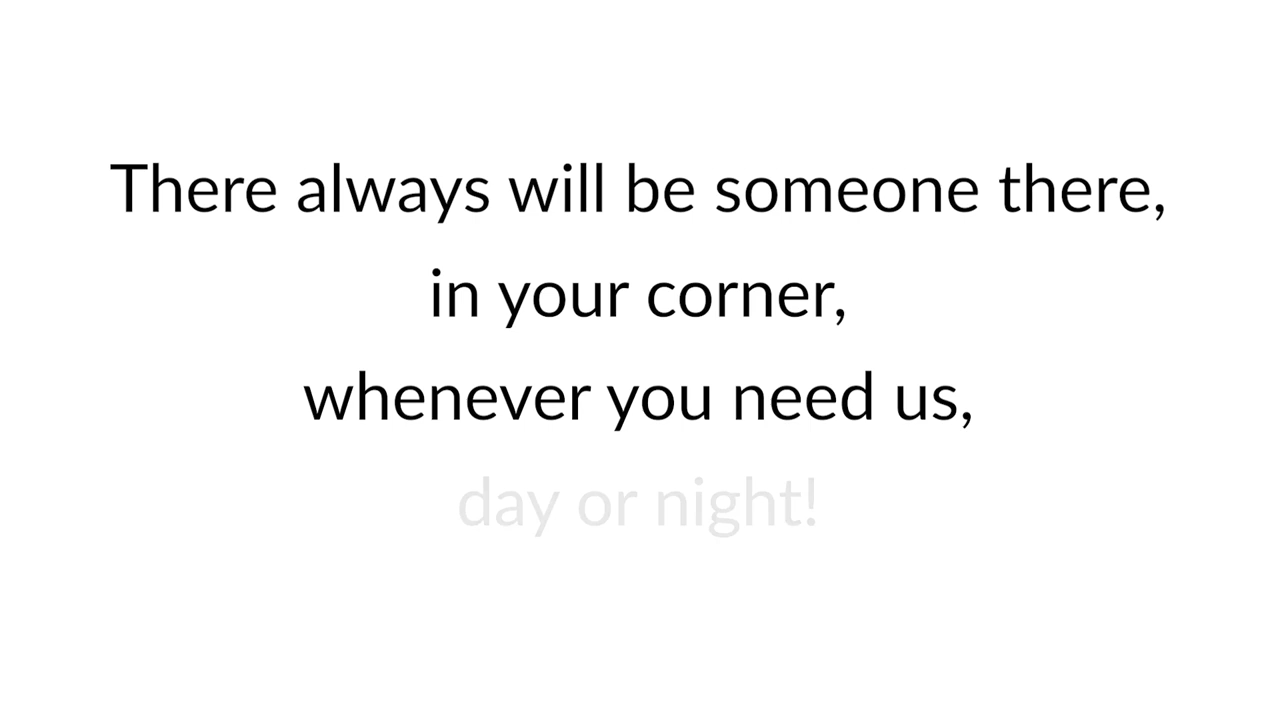 There always will be someone there,
in your corner,
whenever you need us,
day or night!